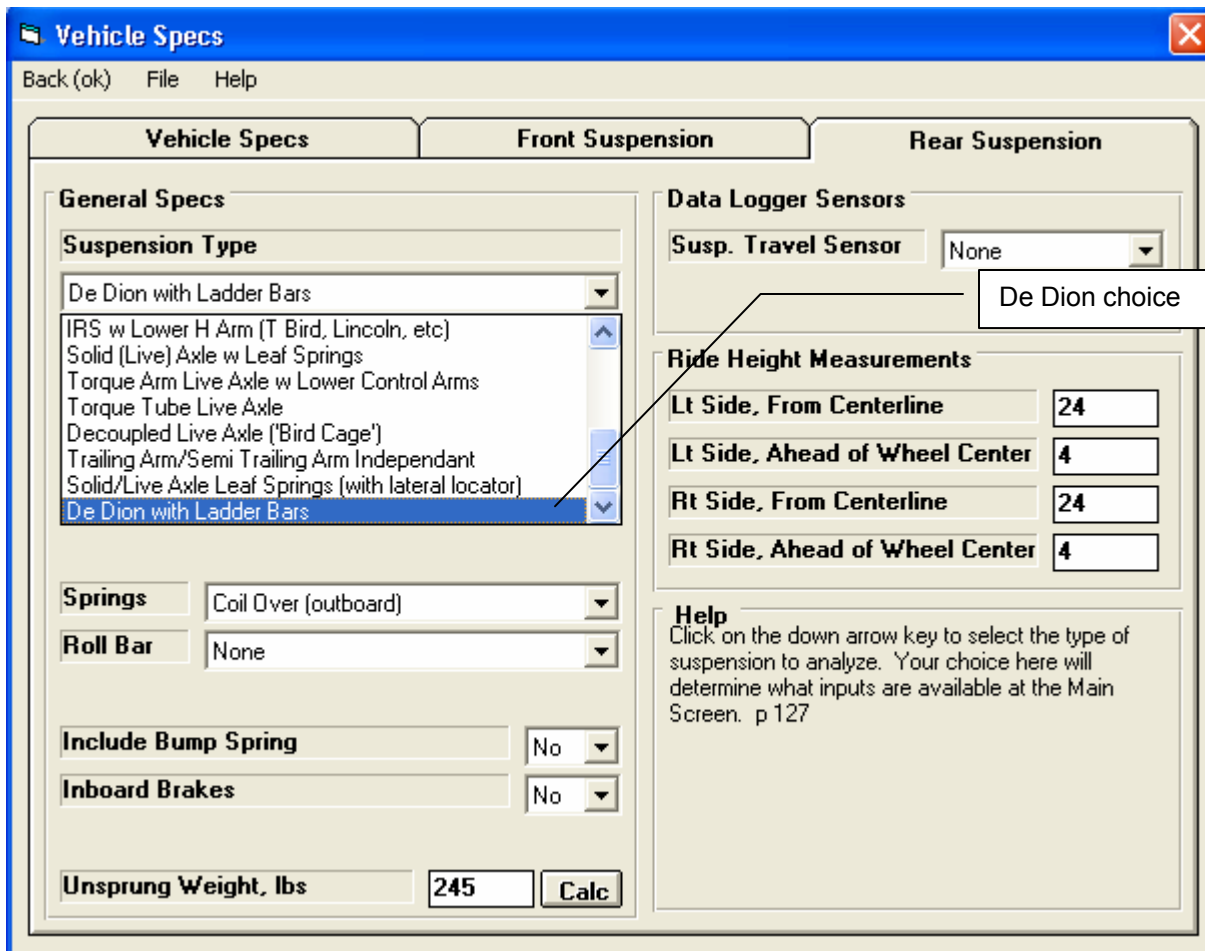 Vehicle Specs
Back (ok) File Help
Vehicle Specs
Front Suspension
Rear Suspension
General Specs
Suspension Type
De Dion with Ladder Bars
IRS w Lower H Arm (T Bird, Lincoln, etc)
Solid (Live) Axle w Leaf Springs
Torque Arm Live Axle w Lower Control Arms
Torque Tube Live Axle
Decoupled Live Axle ('Bird Cage')
Trailing Arm/Semi Trailing Arm Independant
Solid/Live Axle Leaf Springs (with lateral locator)
De Dion with Ladder Bars
Springs Coil Over (outboard)
Roll Bar None
Include Bump Spring No
Inboard Brakes No
Unsprung Weight, lbs 245 Calc
Data Logger Sensors
Susp. Travel Sensor None
De Dion choice
Ride Height Measurements
Lt Side, From Centerline 24
Lt Side, Ahead of Wheel Center 4
Rt Side, From Centerline 24
Rt Side, Ahead of Wheel Center 4
Help
Click on the down arrow key to select the type of
suspension to analyze. Your choice here will
determine what inputs are available at the Main
Screen. p 127